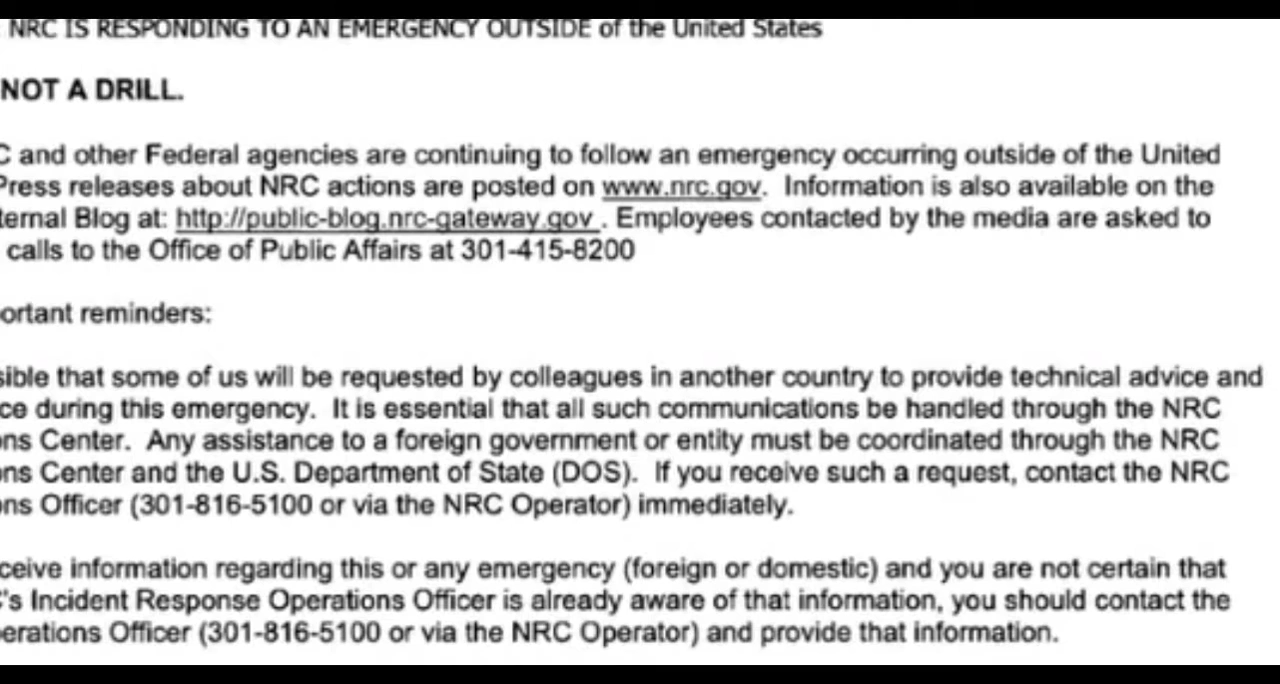 NRC IS RESPONDING TO AN EMERGENCY OUTSIDE of the United States
NOT A DRILL.
C and other Federal agencies are continuing to follow an emergency occurring outside of the United
Press releases about NRC actions are posted on www.nrc.gov. Information is also available on the
ternal Blog at: http://public-blog.nrc-gateway.gov . Employees contacted by the media are asked to
calls to the Office of Public Affairs at 301-415-8200
ortant reminders:
sible that some of us will be requested by colleagues in another country to provide technical advice and
ce during this emergency. It is essential that all such communications be handled through the NRC
ons Center. Any assistance to a foreign government or entity must be coordinated through the NRC
ons Center and the U.S. Department of State (DOS). If you receive such a request, contact the NRC
ons Officer (301-816-5100 or via the NRC Operator) immediately.
ceive information regarding this or any emergency (foreign or domestic) and you are not certain that
C's Incident Response Operations Officer is already aware of that information, you should contact the
erations Officer (301-816-5100 or via the NRC Operator) and provide that information.